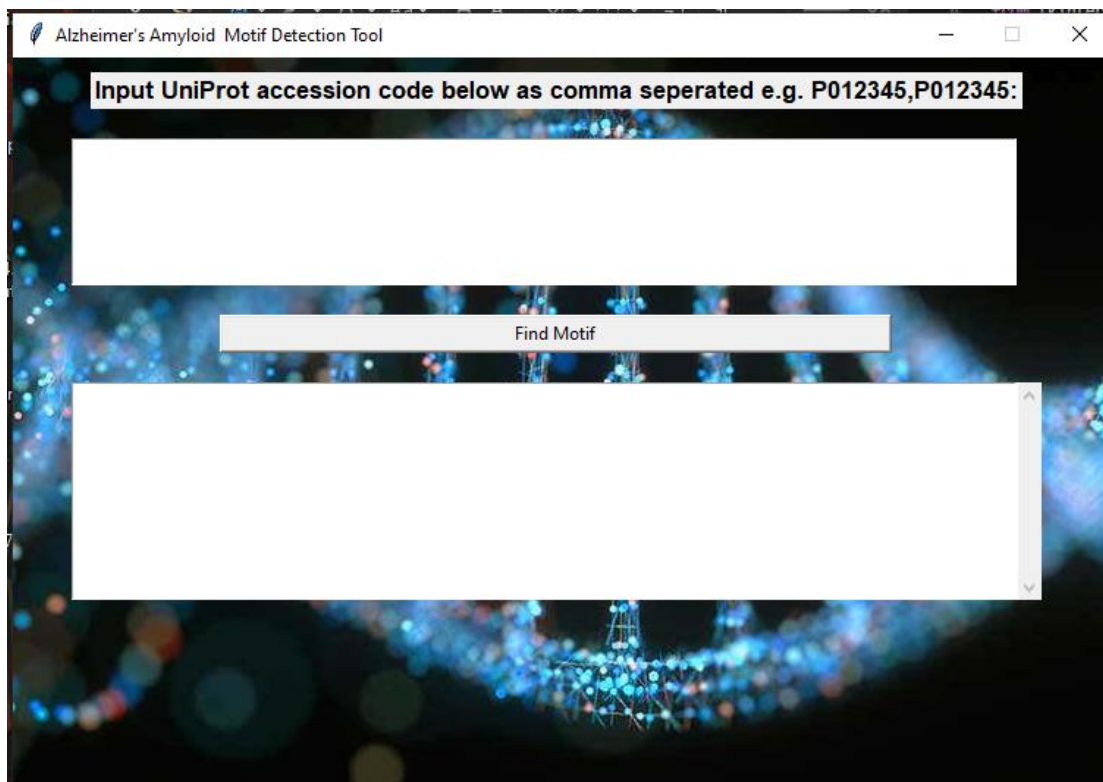 Alzheimer's Amyloid  Motif Detection Tool
Input UniProt accession code below as comma seperated e.g. P012345,P012345:
Find Motif